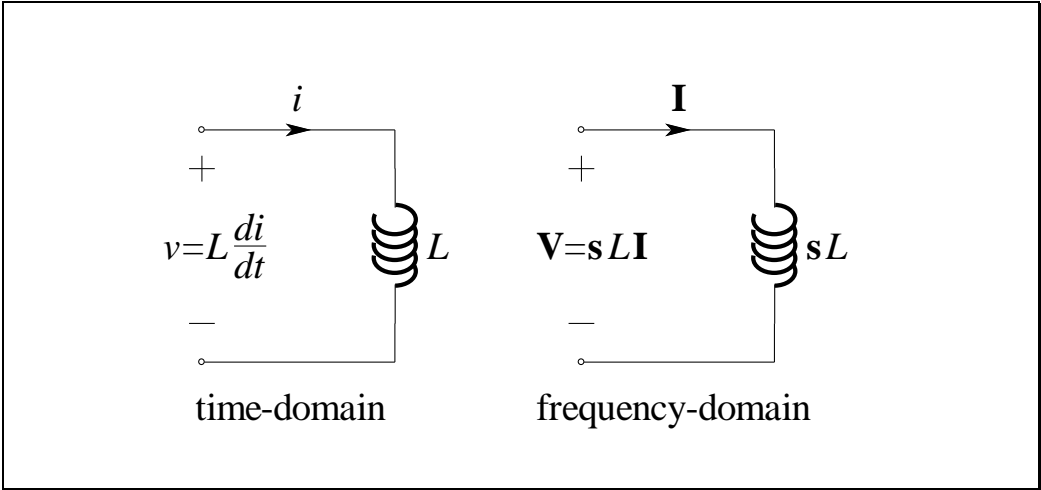 i
+
v=L di/dt
L
−
time-domain
I
+
V=sLI
sL
−
frequency-domain